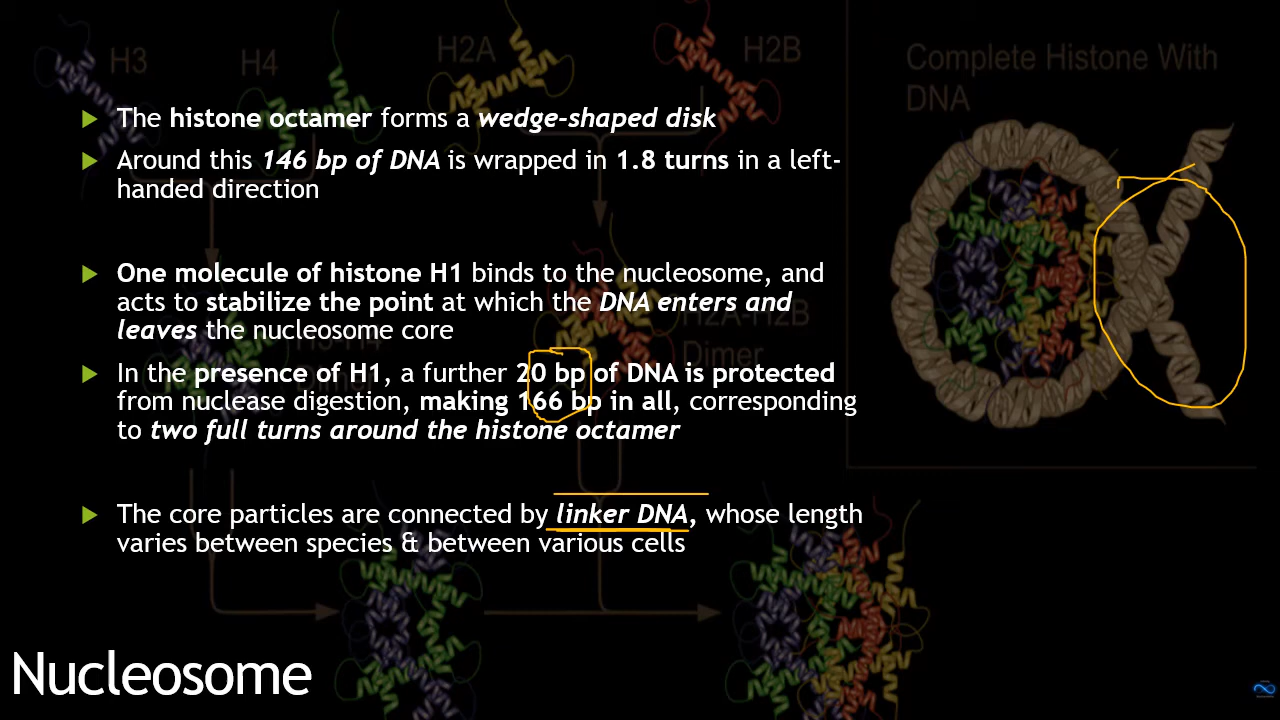 H3
H4
H2A
H2B
Complete Histone With
DNA
The histone octamer forms a wedge-shaped disk
Around this 146 bp of DNA is wrapped in 1.8 turns in a left-
handed direction
One molecule of histone H1 binds to the nucleosome, and
acts to stabilize the point at which the DNA enters and
leaves the nucleosome core
H2A-H2B
Dimer
In the presence of H1, a further 20 bp of DNA is protected
from nuclease digestion, making 166 bp in all, corresponding
to two full turns around the histone octamer
The core particles are connected by linker DNA, whose length
varies between species & between various cells
Nucleosome